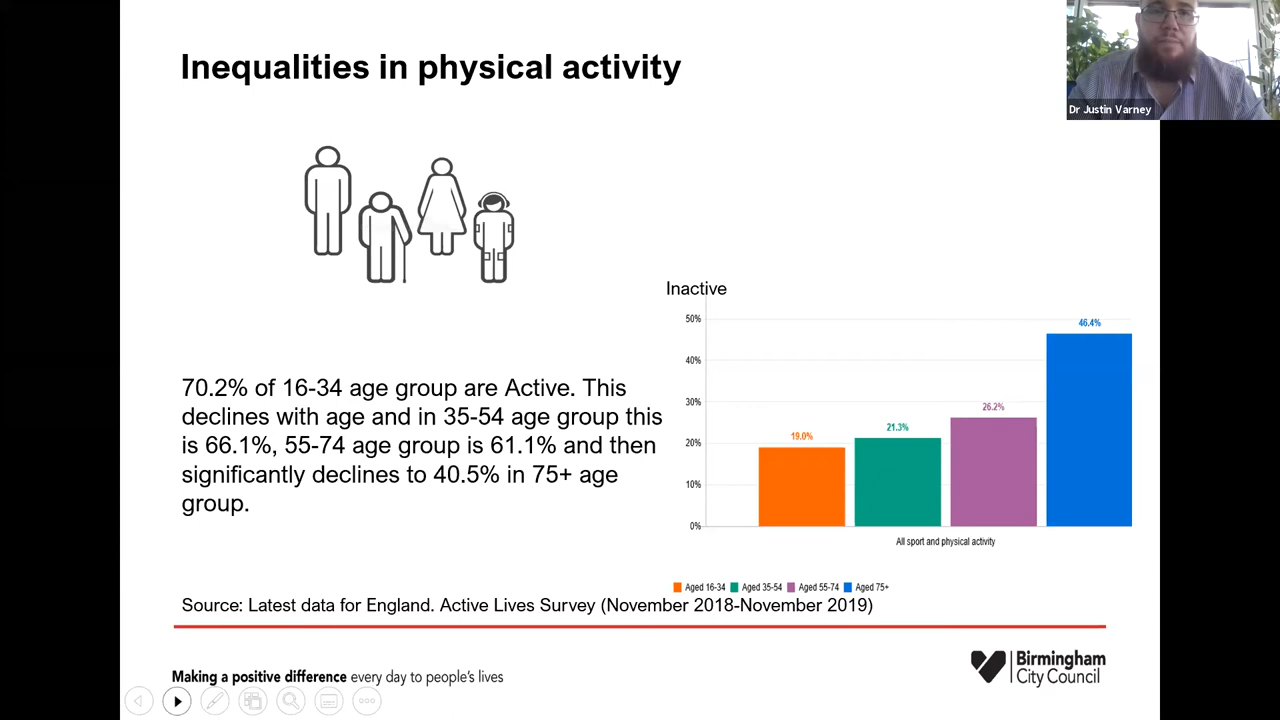 Inequalities in physical activity
Dr Justin Varney
Inactive
50%
40%
30%
20%
10%
0%
19.0%
21.3%
26.2%
46.4%
All sport and physical activity
Aged 16-34 Aged 35-54 Aged 55-74 Aged 75+
70.2% of 16-34 age group are Active. This
declines with age and in 35-54 age group this
is 66.1%, 55-74 age group is 61.1% and then
significantly declines to 40.5% in 75+ age
group.
Source: Latest data for England. Active Lives Survey (November 2018-November 2019)
Making a positive difference every day to people's lives
Birmingham
City Council